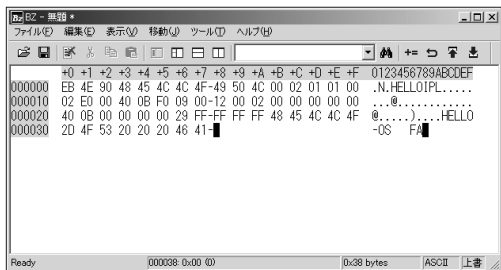 BZ - 無題 *
ファイル(F) 編集(E) 表示(V) 移動(J) ツール(T) ヘルプ(H)
+0 +1 +2 +3 +4 +5 +6 +7 +8 +9 +A +B +C +D +E +F 0123456789ABCDEF
000000 EB 4E 90 48 45 4C 4C 4F-49 50 4C 00 02 01 01 00 .N.HELLOIPL.....
000010 02 E0 00 40 0B F0 09 00-12 00 02 00 00 00 00 00 ...@............
000020 40 0B 00 00 00 00 29 FF-FF FF FF 48 45 4C 4C 4F @.....)....HELLO
000030 2D 4F 53 20 20 20 46 41- -OS   FA
Ready 000038: 0x00 (0) 0x38 bytes ASCII 上書